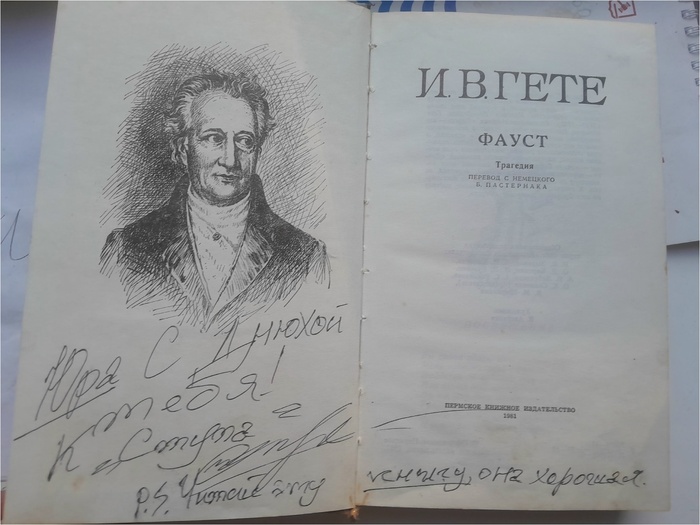 И. В. ГЕТЕ
ФАУСТ
Трагедия
ПЕРЕВОД С НЕМЕЦКОГО
Б. ПАСТЕРНАКА
ПЕРМСКОЕ КНИЖНОЕ ИЗДАТЕЛЬСТВО
1981
Юра С Днюхой
тебя!
P.S. Читай эту книгу, она хорошая.